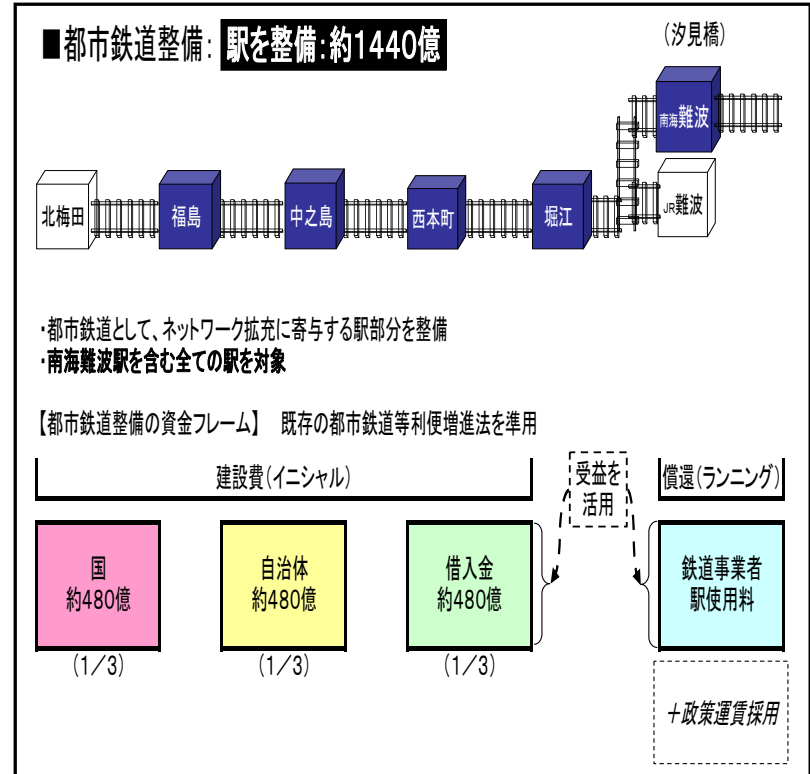 ■都市鉄道整備：駅を整備：約1440億
（汐見橋）
南海難波
北梅田
福島
中之島
西本町
堀江
JR難波
・都市鉄道として、ネットワーク拡充に寄与する駅部分を整備
・南海難波駅を含む全ての駅を対象
【都市鉄道整備の資金フレーム】　既存の都市鉄道等利便増進法を準用
建設費（イニシャル）
受益を
活用
償還（ランニング）
国
約480億
（1／3）
自治体
約480億
（1／3）
借入金
約480億
（1／3）
鉄道事業者
駅使用料
＋政策運賃採用